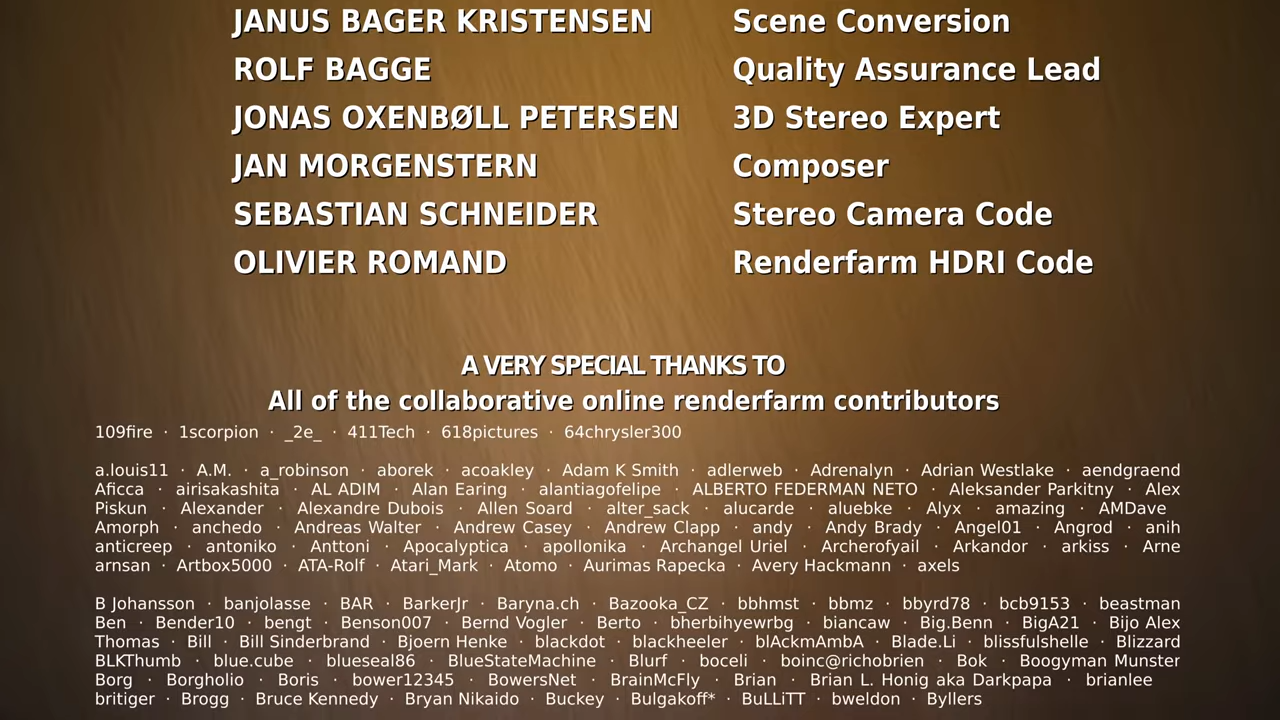 JANUS BAGER KRISTENSEN Scene Conversion
ROLF BAGGE Quality Assurance Lead
JONAS OXENBØLL PETERSEN 3D Stereo Expert
JAN MORGENSTERN Composer
SEBASTIAN SCHNEIDER Stereo Camera Code
OLIVIER ROMAND Renderfarm HDRI Code
A VERY SPECIAL THANKS TO
All of the collaborative online renderfarm contributors
109fire · 1scorpion · _2e_ · 411Tech · 618pictures · 64chrysler300
a.louis11 · A.M. · a_robinson · aborek · acoakley · Adam K Smith · adlerweb · Adrenalyn · Adrian Westlake · aendgraend
Aficca · airisakashita · AL ADIM · Alan Earing · alantiagofelipe · ALBERTO FEDERMAN NETO · Aleksander Parkitny · Alex
Piskun · Alexander · Alexandre Dubois · Allen Soard · alter_sack · alucarde · aluebke · Alyx · amazing · AMDave
Amorph · anchedo · Andreas Walter · Andrew Casey · Andrew Clapp · andy · Andy Brady · Angel01 · Angrod · anih
anticreep · antoniko · Anttoni · Apocalyptica · apollonika · Archangel Uriel · Archerofyail · Arkandor · arkiss · Arne
arnsan · Artbox5000 · ATA-Rolf · Atari_Mark · Atomo · Aurimas Rapecka · Avery Hackmann · axels
B Johansson · banjolasse · BAR · BarkerJr · Baryna.ch · Bazooka_CZ · bbhmst · bbmz · bbyrd78 · bcb9153 · beastman
Ben · Bender10 · bengt · Benson007 · Bernd Vogler · Berto · bherbihyewrbg · biancaw · Big.Benn · BigA21 · Bijo Alex
Thomas · Bill · Bill Sinderbrand · Bjoern Henke · blackdot · blackheeler · blAckmAmbA · Blade.Li · blissfulshelle · Blizzard
BLKThumb · blue.cube · blueseal86 · BlueStateMachine · Blurf · boceli · boinc@richobrien · Bok · Boogyman Munster
Borg · Borgholio · Boris · bower12345 · BowersNet · BrainMcFly · Brian · Brian L. Honig aka Darkpapa · brianlee
britiger · Brogg · Bruce Kennedy · Bryan Nikaido · Buckey · Bulgakoff* · BuLLiTT · bweldon · Byllers